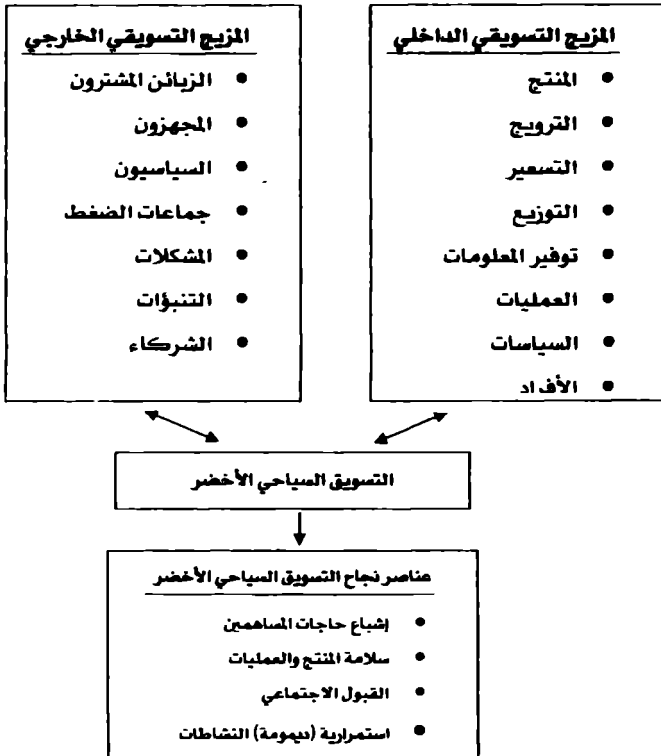 المزيج التسويقي الداخلي
• المنتج
• الترويج
• التسعير
• التوزيع
• توفير المعلومات
• العمليات
• السياسات
• الأفراد
المزيج التسويقي الخارجي
• الزبائن المشترون
• المجهزون
• السياسيون
• جماعات الضغط
• المشكلات
• التنبؤات
• الشركاء
التسويق السياحي الأخضر
عناصر نجاح التسويق السياحي الأخضر
• إشباع حاجات المساهمين
• سلامة المنتج والعمليات
• القبول الاجتماعي
• استمرارية (ديمومة) النشاطات